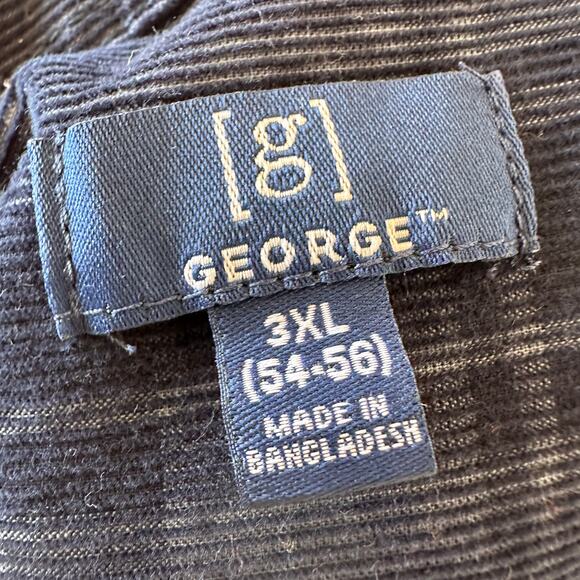 [g]
GEORGE™
3XL
(54-56)
MADE IN
BANGLADESH